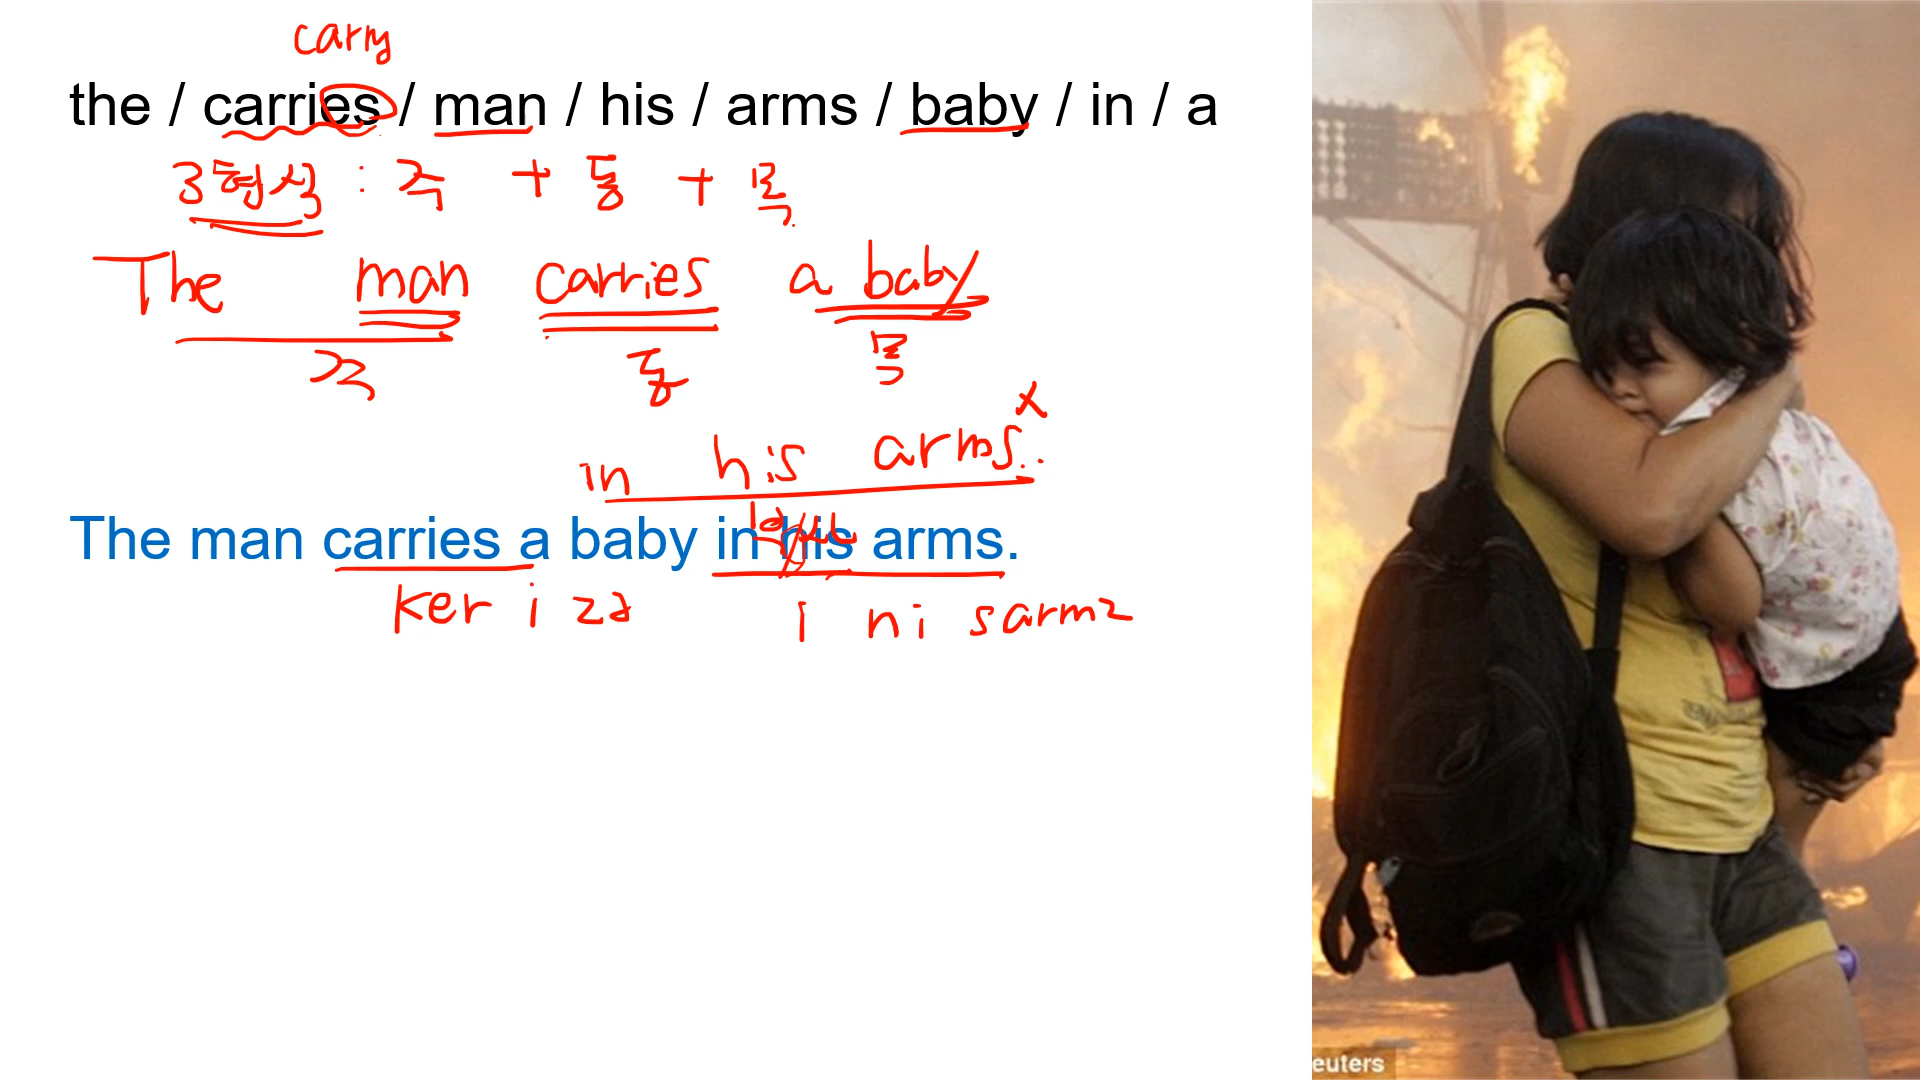 carry
the / carries / man / his / arms / baby / in / a
3형식 : 주 + 동 + 목
The man carries a baby
주 동 목
x
in his arms.
The man carries a baby in his arms.
ker i zə
i ni sarmz
euters